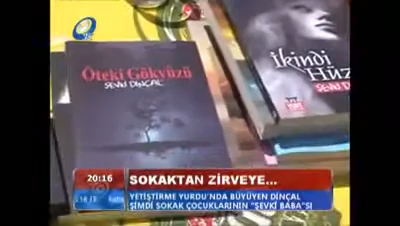 Öteki Gökyüzü
ŞEVKİ DİNÇAL
İkindi
Hüz
ŞEVKİ DİN
20:16
SOKAKTAN ZİRVEYE...
YETİŞTİRME YURDU'NDA BÜYÜYEN DİNÇAL
ŞİMDİ SOKAK ÇOCUKLARININ "ŞEVKİ BABA"SI